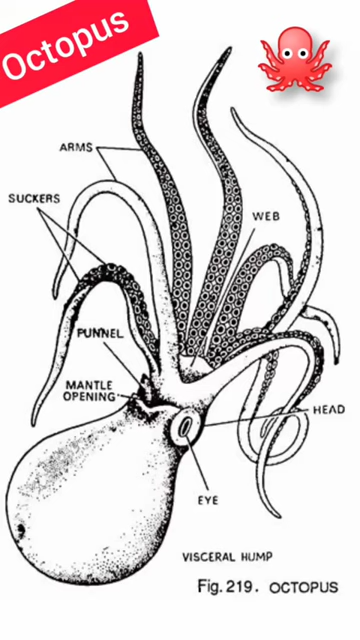 Octopus
ARMS
SUCKERS
WEB
FUNNEL
MANTLE
OPENING
HEAD
EYE
VISCERAL HUMP
Fig. 219. OCTOPUS